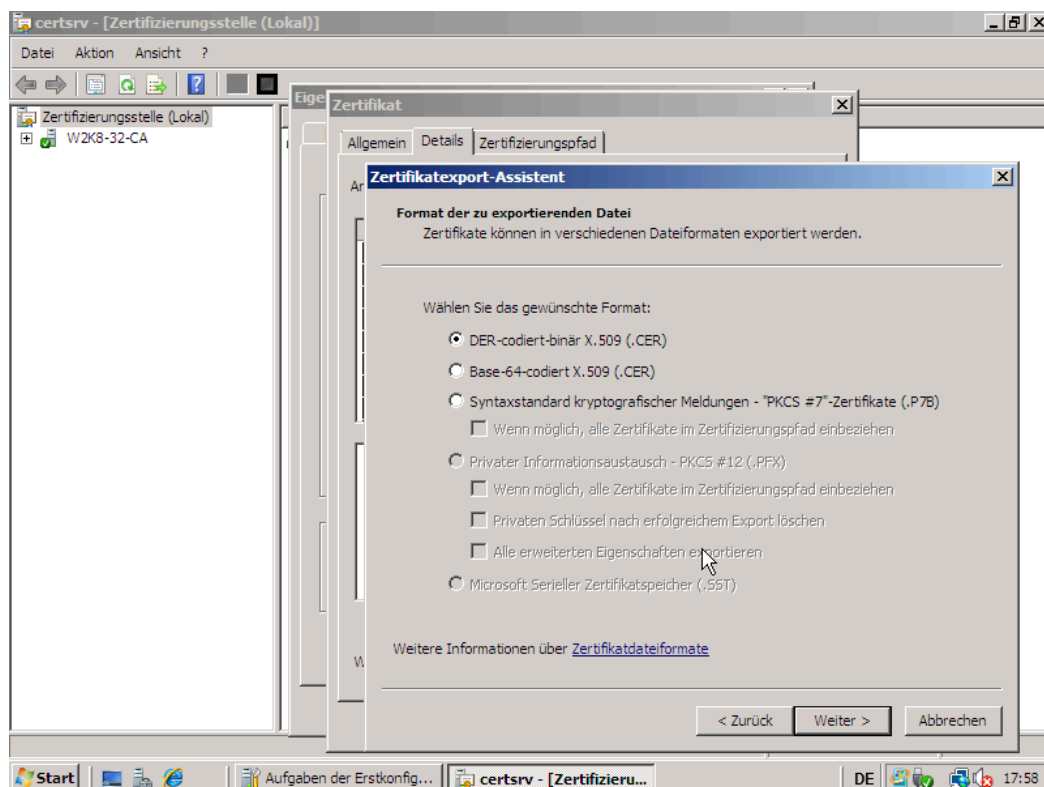 certsrv - [Zertifizierungsstelle (Lokal)]
Datei Aktion Ansicht ?
Zertifizierungsstelle (Lokal)
W2K8-32-CA
Eige
Zertifikat
Allgemein Details Zertifizierungspfad
Ar
Zertifikatexport-Assistent
Format der zu exportierenden Datei
Zertifikate können in verschiedenen Dateiformaten exportiert werden.
Wählen Sie das gewünschte Format:
DER-codiert-binär X.509 (.CER)
Base-64-codiert X.509 (.CER)
Syntaxstandard kryptografischer Meldungen - "PKCS #7"-Zertifikate (.P7B)
Wenn möglich, alle Zertifikate im Zertifizierungspfad einbeziehen
Privater Informationsaustausch - PKCS #12 (.PFX)
Wenn möglich, alle Zertifikate im Zertifizierungspfad einbeziehen
Privaten Schlüssel nach erfolgreichem Export löschen
Alle erweiterten Eigenschaften exportieren
Microsoft Serieller Zertifikatspeicher (.SST)
Weitere Informationen über Zertifikatdateiformate
W
< Zurück Weiter > Abbrechen
Start Aufgaben der Erstkonfig... certsrv - [Zertifizieru... DE 17:58